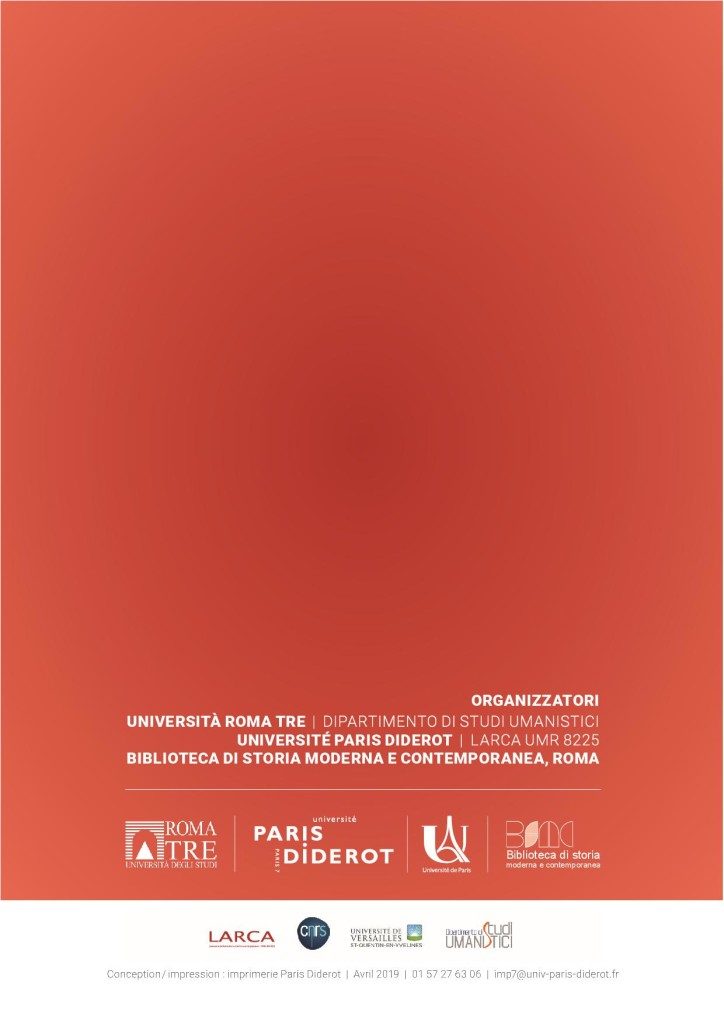 ORGANIZZATORI
UNIVERSITÀ ROMA TRE | DIPARTIMENTO DI STUDI UMANISTICI
UNIVERSITÉ PARIS DIDEROT | LARCA UMR 8225
BIBLIOTECA DI STORIA MODERNA E CONTEMPORANEA, ROMA
ROMA
TRE
UNIVERSITÀ DEGLI STUDI
université
PARIS
DiDEROT
PARIS 7
Université de Paris
BSMC
Biblioteca di storia
moderna e contemporanea
LARCA
cnrs
UNIVERSITÉ DE
VERSAILLES
ST-QUENTIN-EN-YVELINES
Dipartimento di Studi
UMANISTICI
Conception / impression : imprimerie Paris Diderot | Avril 2019 | 01 57 27 63 06 | imp7@univ-paris-diderot.fr